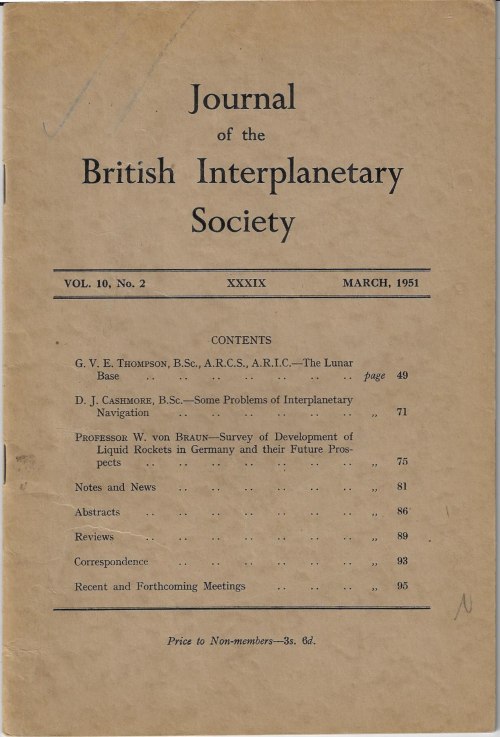 Journal
of the
British Interplanetary
Society
VOL. 10, No. 2 XXXIX MARCH, 1951
CONTENTS
G. V. E. THOMPSON, B.Sc., A.R.C.S., A.R.I.C.—The Lunar
Base .. .. .. .. .. .. .. page 49
D. J. CASHMORE, B.Sc.—Some Problems of Interplanetary
Navigation .. .. .. .. .. .. ,, 71
PROFESSOR W. von BRAUN—Survey of Development of
Liquid Rockets in Germany and their Future Pros-
pects .. .. .. .. .. .. .. ,, 75
Notes and News .. .. .. .. .. .. ,, 81
Abstracts .. .. .. .. .. .. .. ,, 86
Reviews .. .. .. .. .. .. .. ,, 89
Correspondence .. .. .. .. .. .. ,, 93
Recent and Forthcoming Meetings .. .. .. ,, 95
Price to Non-members—3s. 6d.